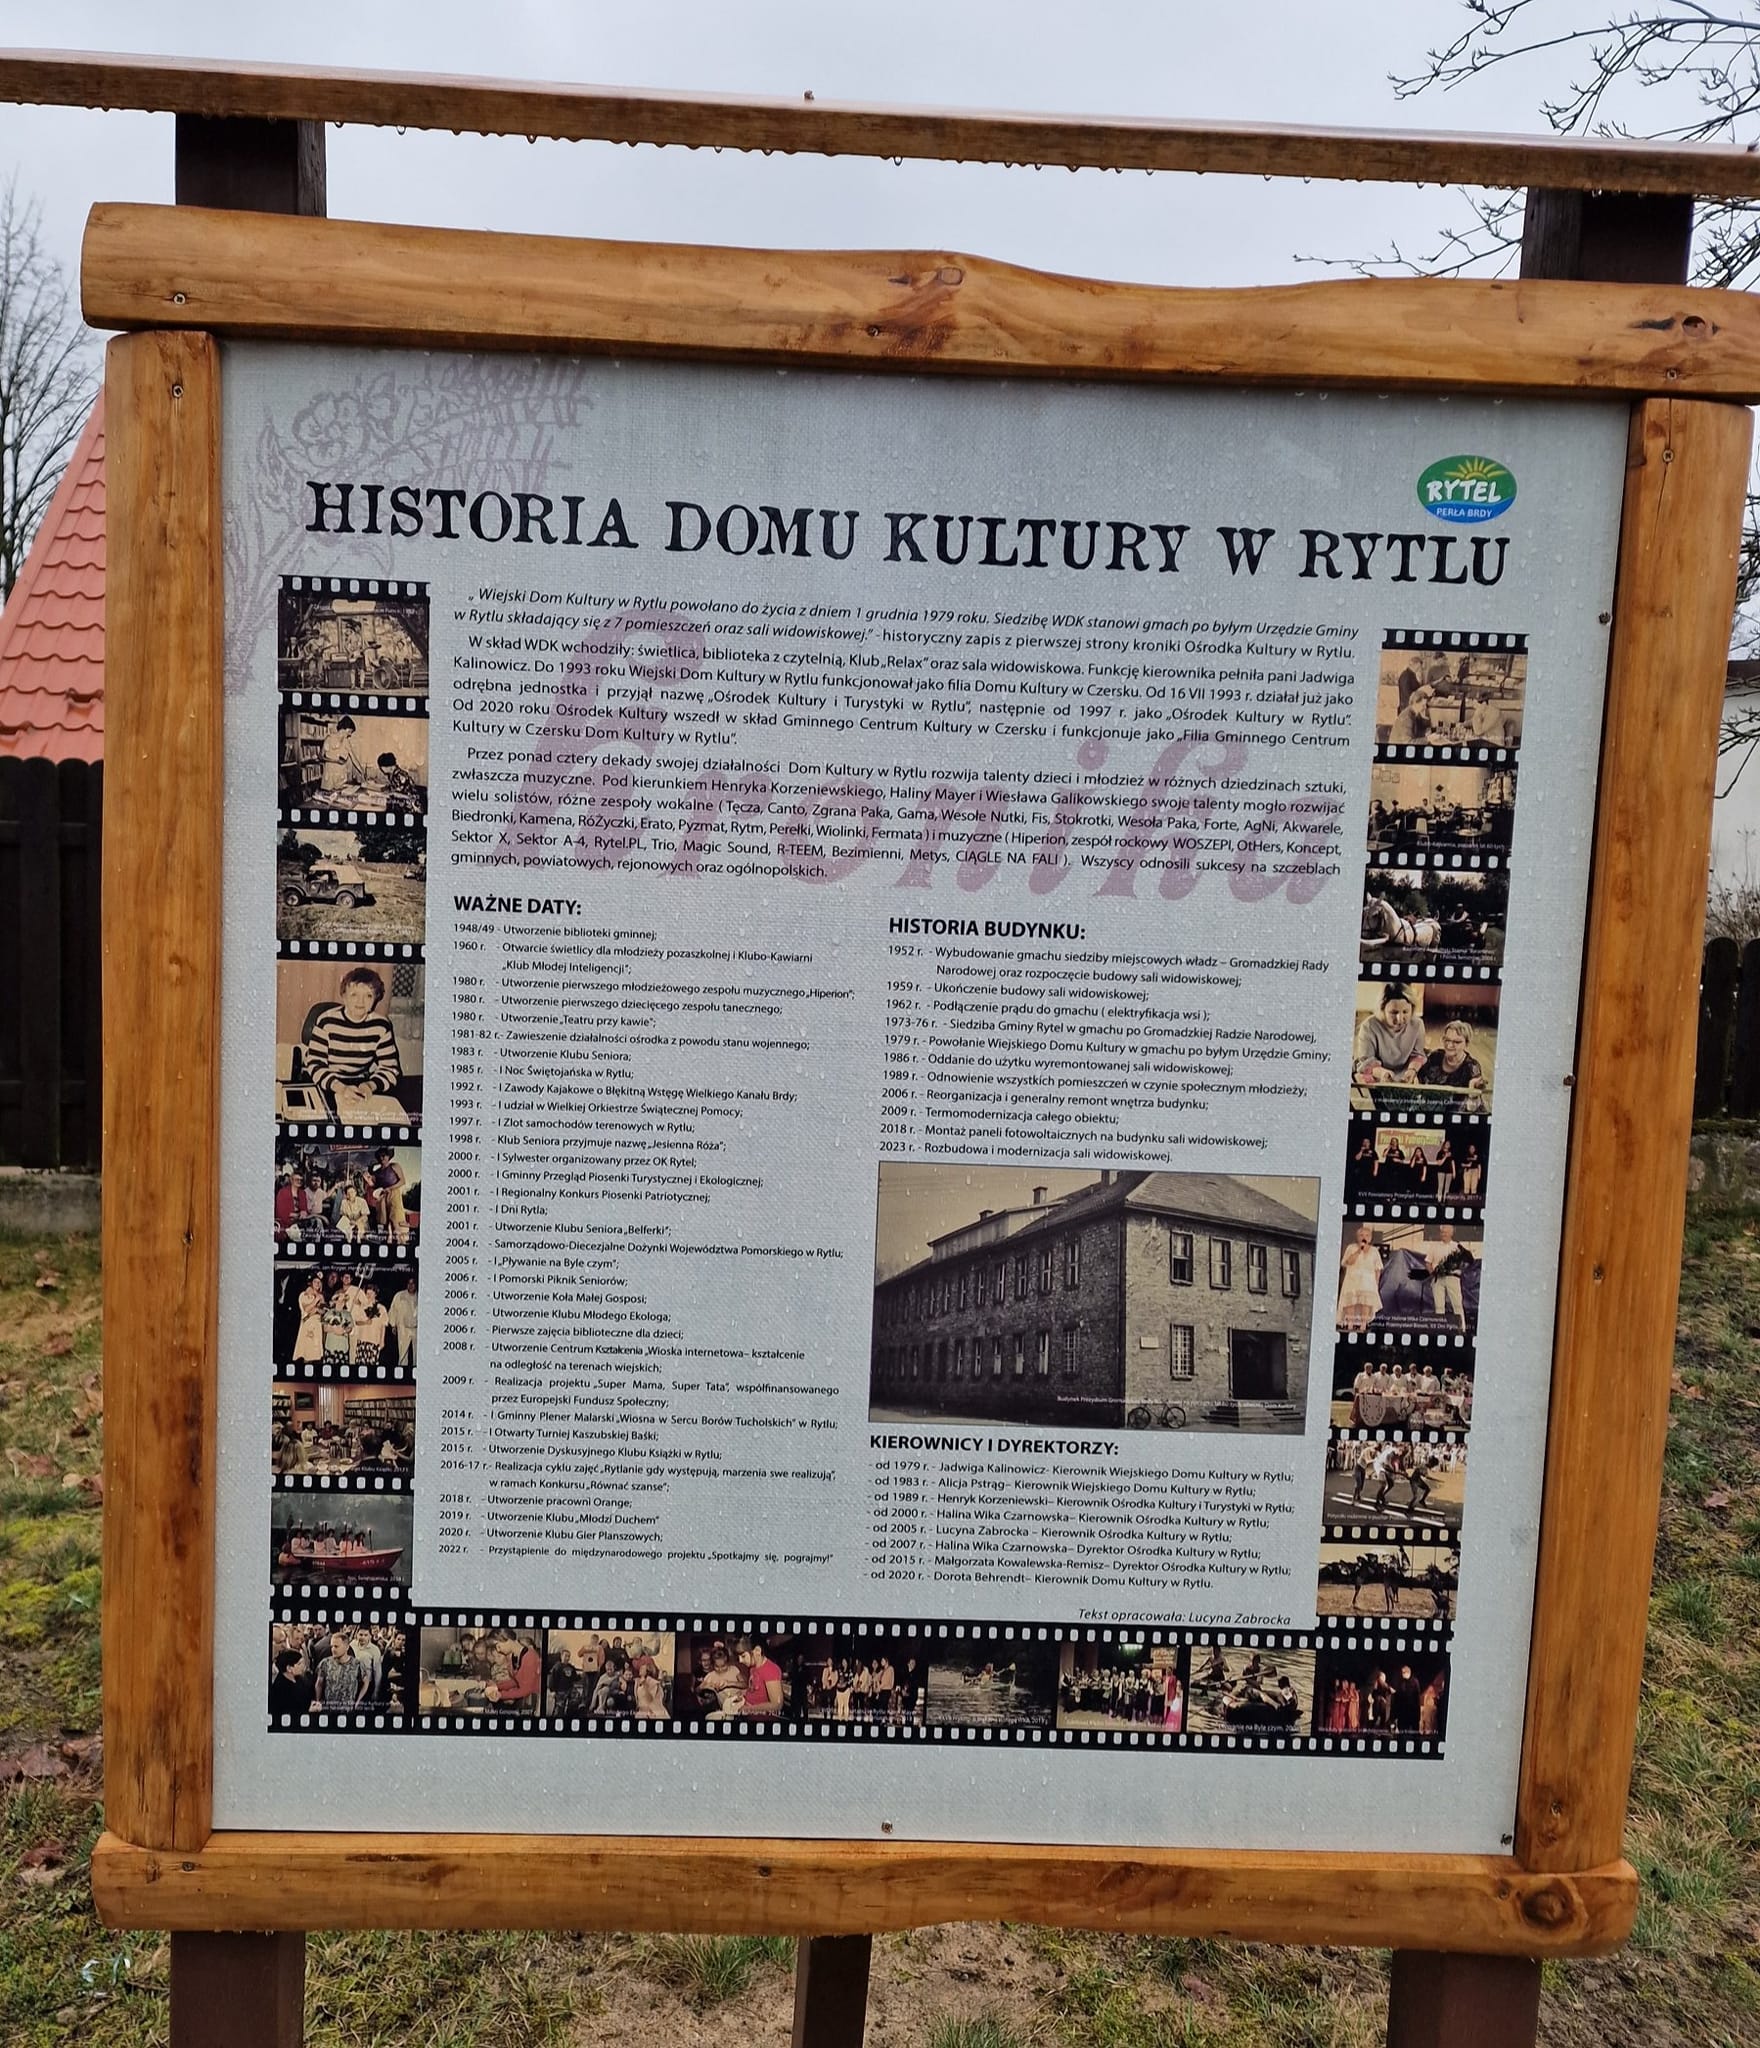 RYTEL
PERŁA BRDY
HISTORIA DOMU KULTURY W RYTLU
„ Wiejski Dom Kultury w Rytlu powołano do życia z dniem 1 grudnia 1979 roku. Siedzibę WDK stanowi gmach po byłym Urzędzie Gminy
w Rytlu składający się z 7 pomieszczeń oraz sali widowiskowej.” - historyczny zapis z pierwszej strony kroniki Ośrodka Kultury w Rytlu.
W skład WDK wchodziły: świetlica, biblioteka z czytelnią, Klub „Relax” oraz sala widowiskowa. Funkcję kierownika pełniła pani Jadwiga
Kalinowicz. Do 1993 roku Wiejski Dom Kultury w Rytlu funkcjonował jako filia Domu Kultury w Czersku. Od 16 VII 1993 r. działał już jako
odrębna jednostka i przyjął nazwę „Ośrodek Kultury i Turystyki w Rytlu”, następnie od 1997 r. jako „Ośrodek Kultury w Rytlu”.
Od 2020 roku Ośrodek Kultury wszedł w skład Gminnego Centrum Kultury w Czersku i funkcjonuje jako „Filia Gminnego Centrum
Kultury w Czersku Dom Kultury w Rytlu”.
Przez ponad cztery dekady swojej działalności Dom Kultury w Rytlu rozwija talenty dzieci i młodzież w różnych dziedzinach sztuki,
zwłaszcza muzyczne. Pod kierunkiem Henryka Korzeniewskiego, Haliny Mayer i Wiesława Galikowskiego swoje talenty mogło rozwijać
wielu solistów, różne zespoły wokalne ( Tęcza, Canto, Zgrana Paka, Gama, Wesołe Nutki, Fis, Stokrotki, Wesoła Paka, Forte, AgNi, Akwarele,
Biedronki, Kamena, RóŻyczki, Erato, Pyzmat, Rytm, Perełki, Wiolinki, Fermata ) i muzyczne ( Hiperion, zespół rockowy WOSZEPI, OtHers, Koncept,
Sektor X, Sektor A-4, Rytel.PL, Trio, Magic Sound, R-TEEM, Bezimienni, Metys, CIĄGLE NA FALI ). Wszyscy odnosili sukcesy na szczeblach
gminnych, powiatowych, rejonowych oraz ogólnopolskich.
kronika
WAŻNE DATY:
1948/49 - Utworzenie biblioteki gminnej;
1960 r. - Otwarcie świetlicy dla młodzieży pozaszkolnej i Klubo-Kawiarni
„Klub Młodej Inteligencji”;
1980 r. - Utworzenie pierwszego młodzieżowego zespołu muzycznego „Hiperion”;
1980 r. - Utworzenie pierwszego dziecięcego zespołu tanecznego;
1980 r. - Utworzenie „Teatru przy kawie”;
1981-82 r.- Zawieszenie działalności ośrodka z powodu stanu wojennego;
1983 r. - Utworzenie Klubu Seniora;
1985 r. - I Noc Świętojańska w Rytlu;
1992 r. - I Zawody Kajakowe o Błękitną Wstęgę Wielkiego Kanału Brdy;
1993 r. - I udział w Wielkiej Orkiestrze Świątecznej Pomocy;
1997 r. - I Zlot samochodów terenowych w Rytlu;
1998 r. - Klub Seniora przyjmuje nazwę „Jesienna Róża”;
2000 r. - I Sylwester organizowany przez OK Rytel;
2000 r. - I Gminny Przegląd Piosenki Turystycznej i Ekologicznej;
2001 r. - I Regionalny Konkurs Piosenki Patriotycznej;
2001 r. - I Dni Rytla;
2001 r. - Utworzenie Klubu Seniora „Belferki”;
2004 r. - Samorządowo-Diecezjalne Dożynki Województwa Pomorskiego w Rytlu;
2005 r. - I „Pływanie na Byle czym”;
2006 r. - I Pomorski Piknik Seniorów;
2006 r. - Utworzenie Koła Małej Gosposi;
2006 r. - Utworzenie Klubu Młodego Ekologa;
2006 r. - Pierwsze zajęcia biblioteczne dla dzieci;
2008 r. - Utworzenie Centrum Kształcenia „Wioska internetowa– kształcenie
na odległość na terenach wiejskich;
2009 r. - Realizacja projektu „Super Mama, Super Tata”, współfinansowanego
przez Europejski Fundusz Społeczny;
2014 r. - I Gminny Plener Malarski „Wiosna w Sercu Borów Tucholskich” w Rytlu;
2015 r. - I Otwarty Turniej Kaszubskiej Baśki;
2015 r. - Utworzenie Dyskusyjnego Klubu Książki w Rytlu;
2016-17 r.- Realizacja cyklu zajęć „Rytlanie gdy występują, marzenia swe realizują”,
w ramach Konkursu „Równać szanse”;
2018 r. - Utworzenie pracowni Orange;
2019 r. - Utworzenie Klubu „Młodzi Duchem”
2020 r. - Utworzenie Klubu Gier Planszowych;
2022 r. - Przystąpienie do międzynarodowego projektu „Spotkajmy się, pograjmy!”
HISTORIA BUDYNKU:
1952 r. - Wybudowanie gmachu siedziby miejscowych władz – Gromadzkiej Rady
Narodowej oraz rozpoczęcie budowy sali widowiskowej;
1959 r. - Ukończenie budowy sali widowiskowej;
1962 r. - Podłączenie prądu do gmachu ( elektryfikacja wsi );
1973-76 r. - Siedziba Gminy Rytel w gmachu po Gromadzkiej Radzie Narodowej,
1979 r. - Powołanie Wiejskiego Domu Kultury w gmachu po byłym Urzędzie Gminy;
1986 r. - Oddanie do użytku wyremontowanej sali widowiskowej;
1989 r. - Odnowienie wszystkich pomieszczeń w czynie społecznym młodzieży;
2006 r. - Reorganizacja i generalny remont wnętrza budynku;
2009 r. - Termomodernizacja całego obiektu;
2018 r. - Montaż paneli fotowoltaicznych na budynku sali widowiskowej;
2023 r. - Rozbudowa i modernizacja sali widowiskowej.
KIEROWNICY I DYREKTORZY:
- od 1979 r. - Jadwiga Kalinowicz- Kierownik Wiejskiego Domu Kultury w Rytlu;
- od 1983 r. - Alicja Pstrąg– Kierownik Wiejskiego Domu Kultury w Rytlu;
- od 1989 r. - Henryk Korzeniewski– Kierownik Ośrodka Kultury i Turystyki w Rytlu;
- od 2000 r. - Halina Wika Czarnowska– Kierownik Ośrodka Kultury w Rytlu;
- od 2005 r. - Lucyna Zabrocka – Kierownik Ośrodka Kultury w Rytlu;
- od 2007 r. - Halina Wika Czarnowska– Dyrektor Ośrodka Kultury w Rytlu;
- od 2015 r. - Małgorzata Kowalewska-Remisz– Dyrektor Ośrodka Kultury w Rytlu;
- od 2020 r. - Dorota Behrendt– Kierownik Domu Kultury w Rytlu.
Tekst opracowała: Lucyna Zabrocka